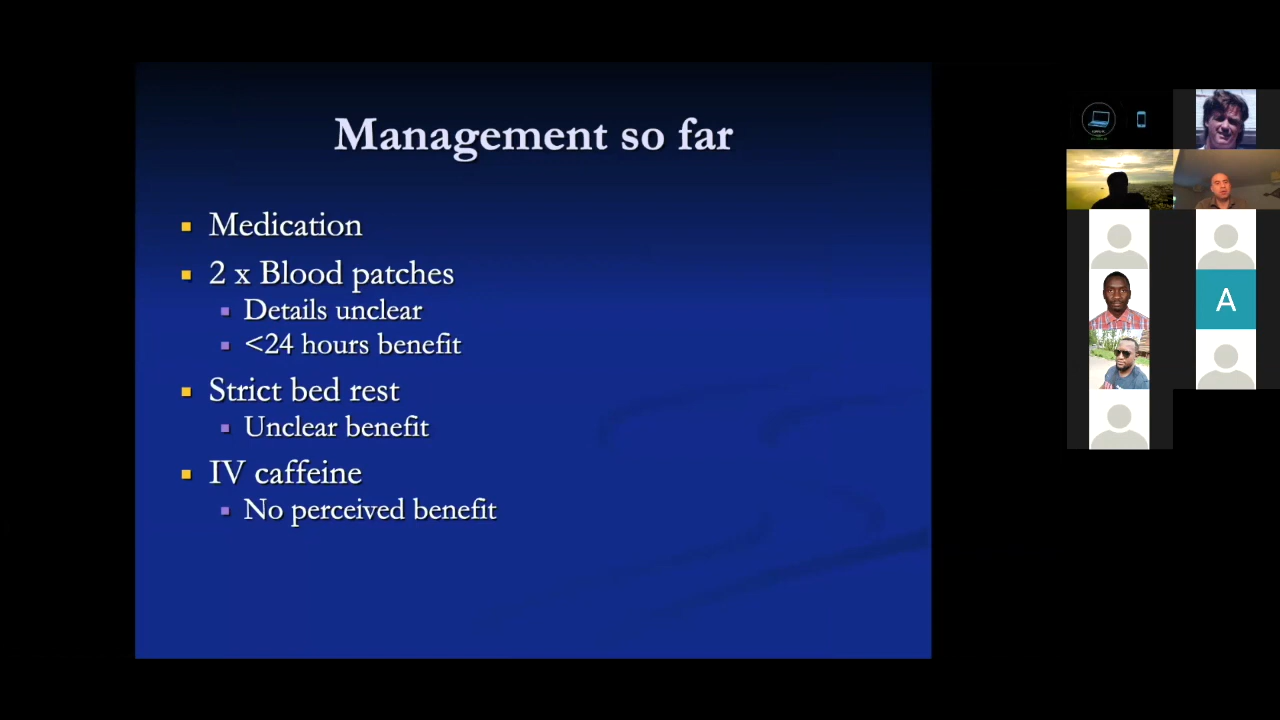 Management so far
Medication
2 x Blood patches
Details unclear
<24 hours benefit
Strict bed rest
Unclear benefit
IV caffeine
No perceived benefit
A